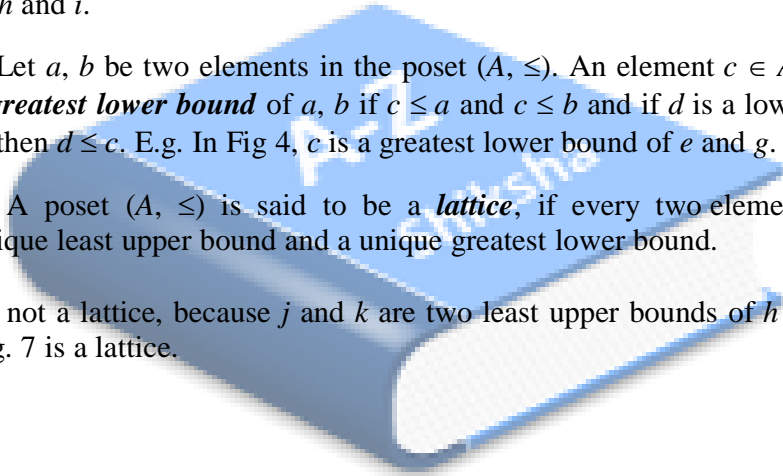 h and i.
Let a, b be two elements in the poset (A, ≤). An element c ∈ A
greatest lower bound of a, b if c ≤ a and c ≤ b and if d is a low
then d ≤ c. E.g. In Fig 4, c is a greatest lower bound of e and g.
A poset (A, ≤) is said to be a lattice, if every two eleme
ique least upper bound and a unique greatest lower bound.
not a lattice, because j and k are two least upper bounds of h
g. 7 is a lattice.
A-Z
Shiksha